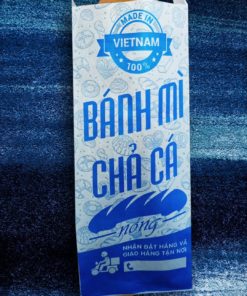 MADE IN
VIETNAM
100%
BÁNH MÌ
CHẢ CÁ
nóng
NHẬN ĐẶT HÀNG VÀ
GIAO HÀNG TẬN NƠI